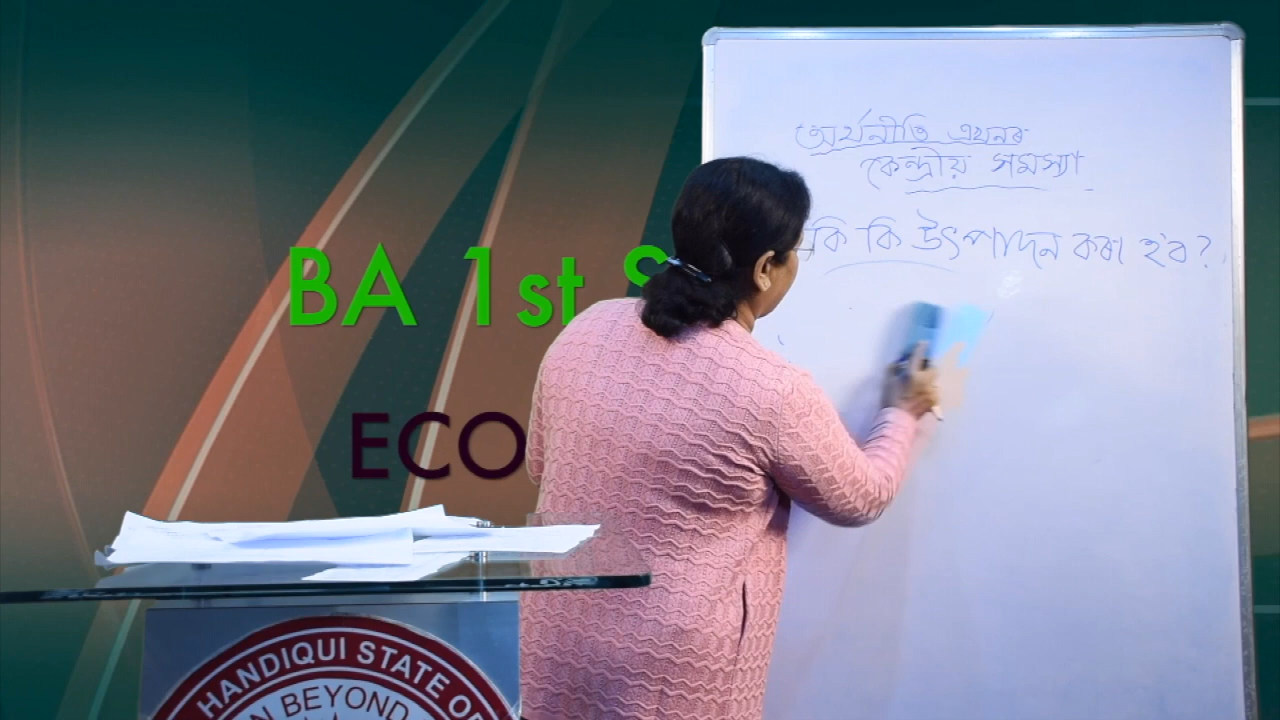 BA 1st S
ECO
অৰ্থনীতি এখনৰ
কেন্দ্ৰীয় সমস্যা
কি কি উৎপাদন কৰা হ'ব?
HANDIQUI STATE O
N BEYOND